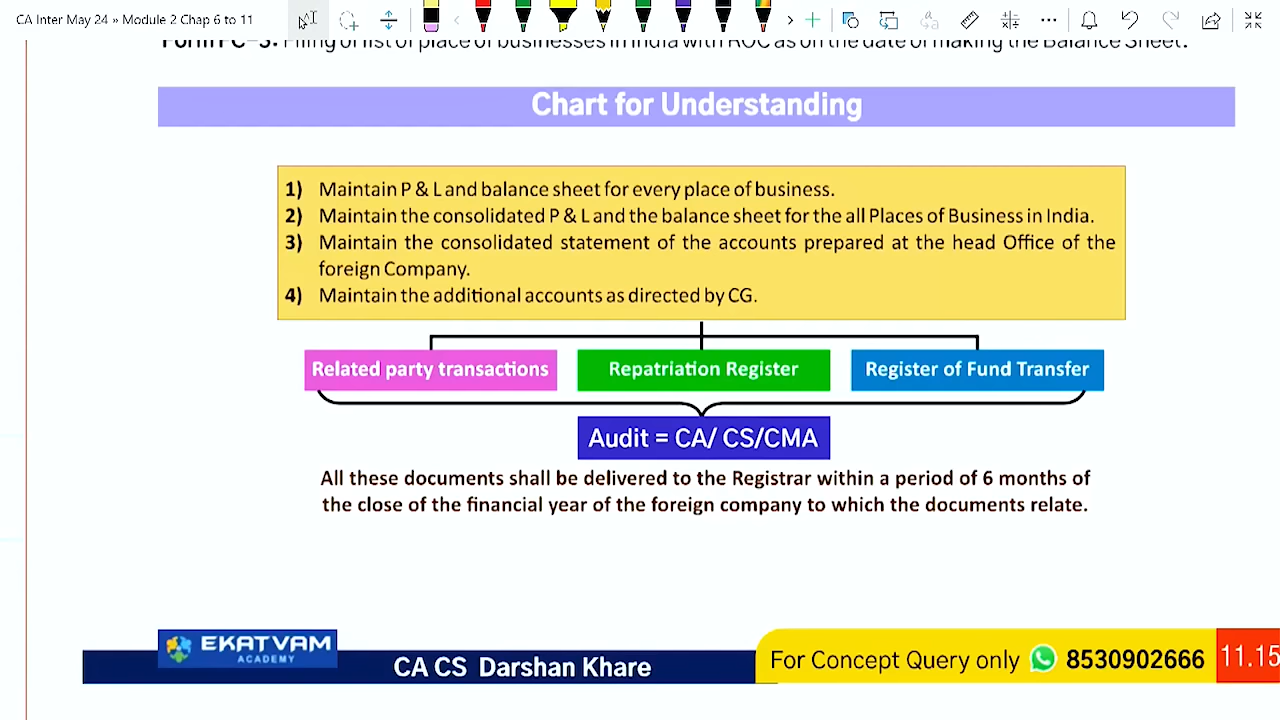 CA Inter May 24 » Module 2 Chap 6 to 11
Form FC-3: Filing of list of place of businesses in India with ROC as on the date of making the Balance Sheet.
Chart for Understanding
1) Maintain P & L and balance sheet for every place of business.
2) Maintain the consolidated P & L and the balance sheet for the all Places of Business in India.
3) Maintain the consolidated statement of the accounts prepared at the head Office of the
foreign Company.
4) Maintain the additional accounts as directed by CG.
Related party transactions
Repatriation Register
Register of Fund Transfer
Audit = CA/ CS/CMA
All these documents shall be delivered to the Registrar within a period of 6 months of
the close of the financial year of the foreign company to which the documents relate.
EKATVAM
ACADEMY
CA CS Darshan Khare
For Concept Query only 8530902666
11.15